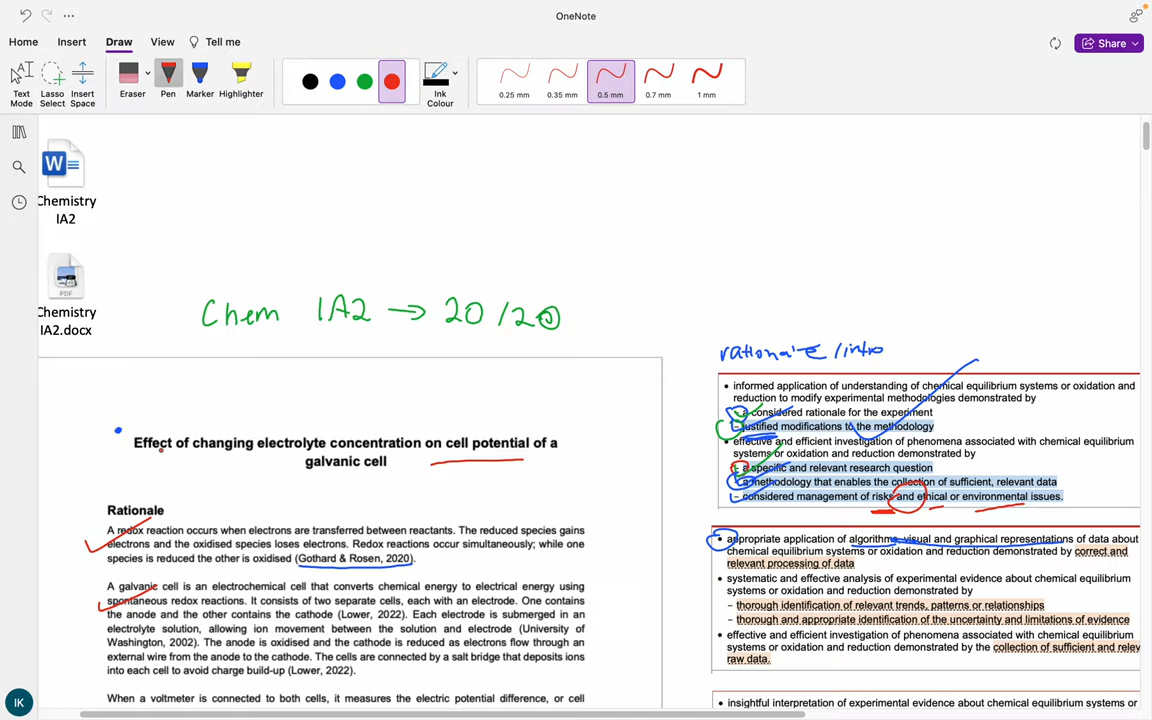 OneNote
Home Insert Draw View Tell me
Share
Text Mode
Lasso Select
Insert Space
Eraser
Pen
Marker
Highlighter
Ink Colour
0.25 mm
0.35 mm
0.5 mm
0.7 mm
1 mm
W
Chemistry
IA2
PDF
Chemistry
IA2.docx
Chem IA2 → 20/20
Effect of changing electrolyte concentration on cell potential of a
galvanic cell
Rationale
A redox reaction occurs when electrons are transferred between reactants. The reduced species gains
electrons and the oxidised species loses electrons. Redox reactions occur simultaneously; while one
species is reduced the other is oxidised (Gothard & Rosen, 2020).
A galvanic cell is an electrochemical cell that converts chemical energy to electrical energy using
spontaneous redox reactions. It consists of two separate cells, each with an electrode. One contains
the anode and the other contains the cathode (Lower, 2022). Each electrode is submerged in an
electrolyte solution, allowing ion movement between the solution and electrode (University of
Washington, 2002). The anode is oxidised and the cathode is reduced as electrons flow through an
external wire from the anode to the cathode. The cells are connected by a salt bridge that deposits ions
into each cell to avoid charge build-up (Lower, 2022).
When a voltmeter is connected to both cells, it measures the electric potential difference, or cell
rationale/intro
• informed application of understanding of chemical equilibrium systems or oxidation and
reduction to modify experimental methodologies demonstrated by
– a considered rationale for the experiment
– justified modifications to the methodology
• effective and efficient investigation of phenomena associated with chemical equilibrium
systems or oxidation and reduction demonstrated by
– a specific and relevant research question
– a methodology that enables the collection of sufficient, relevant data
– considered management of risks and ethical or environmental issues.
• appropriate application of algorithms, visual and graphical representations of data about
chemical equilibrium systems or oxidation and reduction demonstrated by correct and
relevant processing of data
• systematic and effective analysis of experimental evidence about chemical equilibrium
systems or oxidation and reduction demonstrated by
– thorough identification of relevant trends, patterns or relationships
– thorough and appropriate identification of the uncertainty and limitations of evidence
• effective and efficient investigation of phenomena associated with chemical equilibrium
systems or oxidation and reduction demonstrated by the collection of sufficient and relev
raw data.
• insightful interpretation of experimental evidence about chemical equilibrium systems or
IK